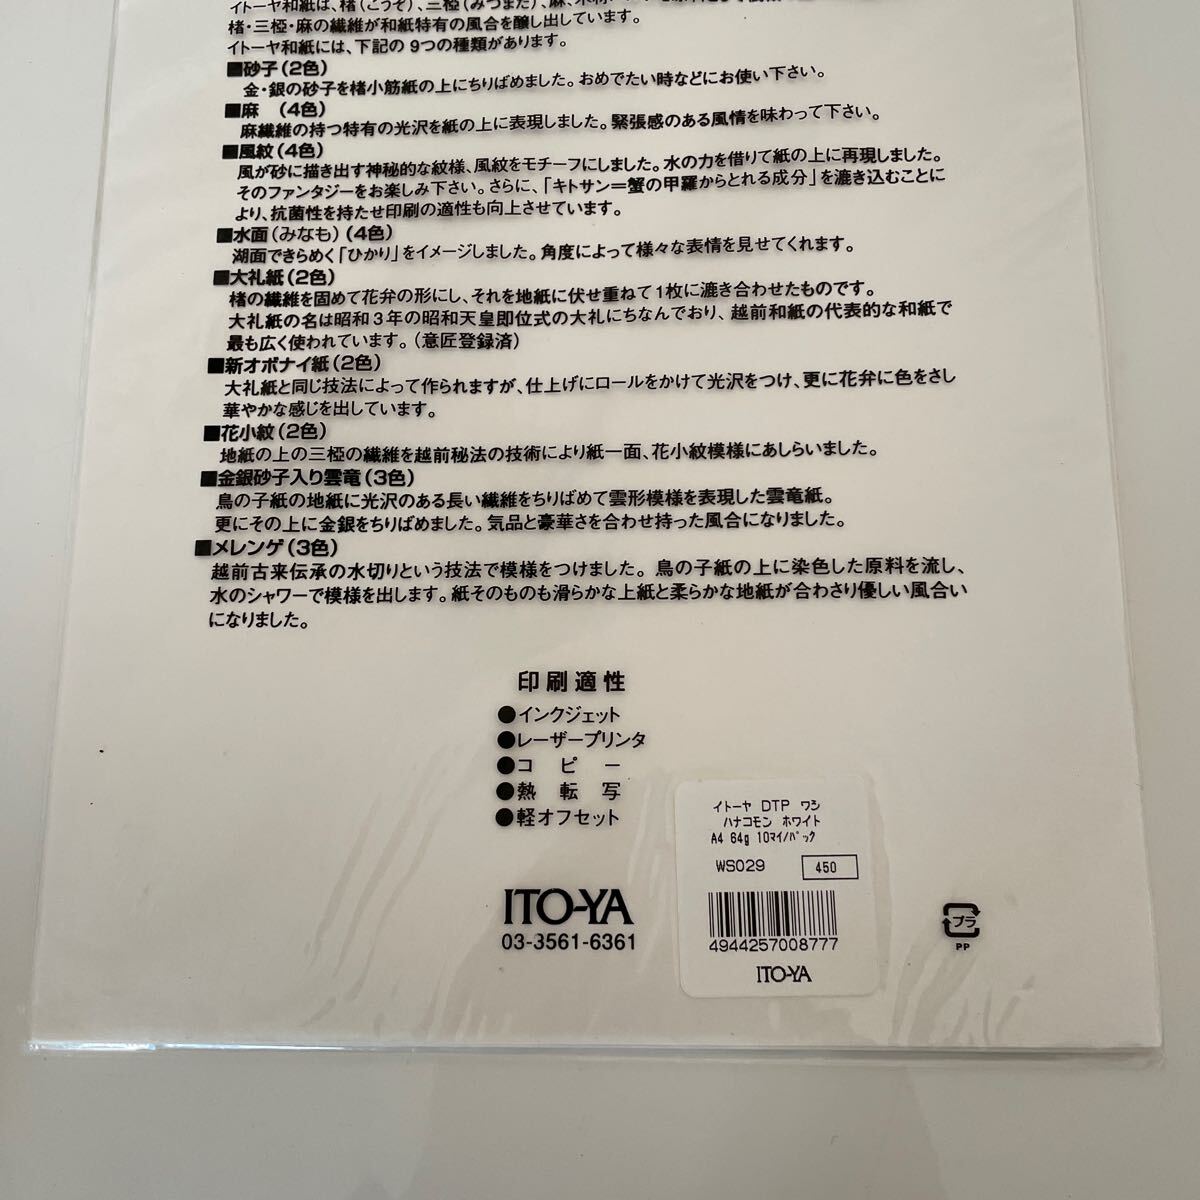 イトーヤ和紙は、楮(こうぞ)、三椏(みつまた)、麻、木材
楮・三椏・麻の繊維が和紙特有の風合を醸し出しています。
イトーヤ和紙には、下記の9つの種類があります。
■砂子(2色)
金・銀の砂子を楮小筋紙の上にちりばめました。おめでたい時などにお使い下さい。
■麻 (4色)
麻繊維の持つ特有の光沢を紙の上に表現しました。緊張感のある風情を味わって下さい。
■風紋(4色)
風が砂に描き出す神秘的な紋様、風紋をモチーフにしました。水の力を借りて紙の上に再現しました。
そのファンタジーをお楽しみ下さい。さらに、「キトサン=蟹の甲羅からとれる成分」を漉き込むことに
より、抗菌性を持たせ印刷の適性も向上させています。
■水面(みなも)(4色)
湖面できらめく「ひかり」をイメージしました。角度によって様々な表情を見せてくれます。
■大礼紙(2色)
楮の繊維を固めて花弁の形にし、それを地紙に伏せ重ねて1枚に漉き合わせたものです。
大礼紙の名は昭和3年の昭和天皇即位式の大礼にちなんでおり、越前和紙の代表的な和紙で
最も広く使われています。(意匠登録済)
■新オボナイ紙(2色)
大礼紙と同じ技法によって作られますが、仕上げにロールをかけて光沢をつけ、更に花弁に色をさし
華やかな感じを出しています。
■花小紋(2色)
地紙の上の三椏の繊維を越前秘法の技術により紙一面、花小紋模様にあしらいました。
■金銀砂子入り雲竜(3色)
鳥の子紙の地紙に光沢のある長い繊維をちりばめて雲形模様を表現した雲竜紙。
更にその上に金銀をちりばめました。気品と豪華さを合わせ持った風合になりました。
■メレンゲ(3色)
越前古来伝承の水切りという技法で模様をつけました。鳥の子紙の上に染色した原料を流し、
水のシャワーで模様を出します。紙そのものも滑らかな上紙と柔らかな地紙が合わさり優しい風合い
になりました。
印刷適性
●インクジェット
●レーザープリンタ
●コピー
●熱転写
●軽オフセット
ITO-YA
03-3561-6361
イトーヤ DTP ワシ
ハナコモン ホワイト
A4 64g 10マイ/パック
WS029 450
4944257008777
ITO-YA
プラ
PP